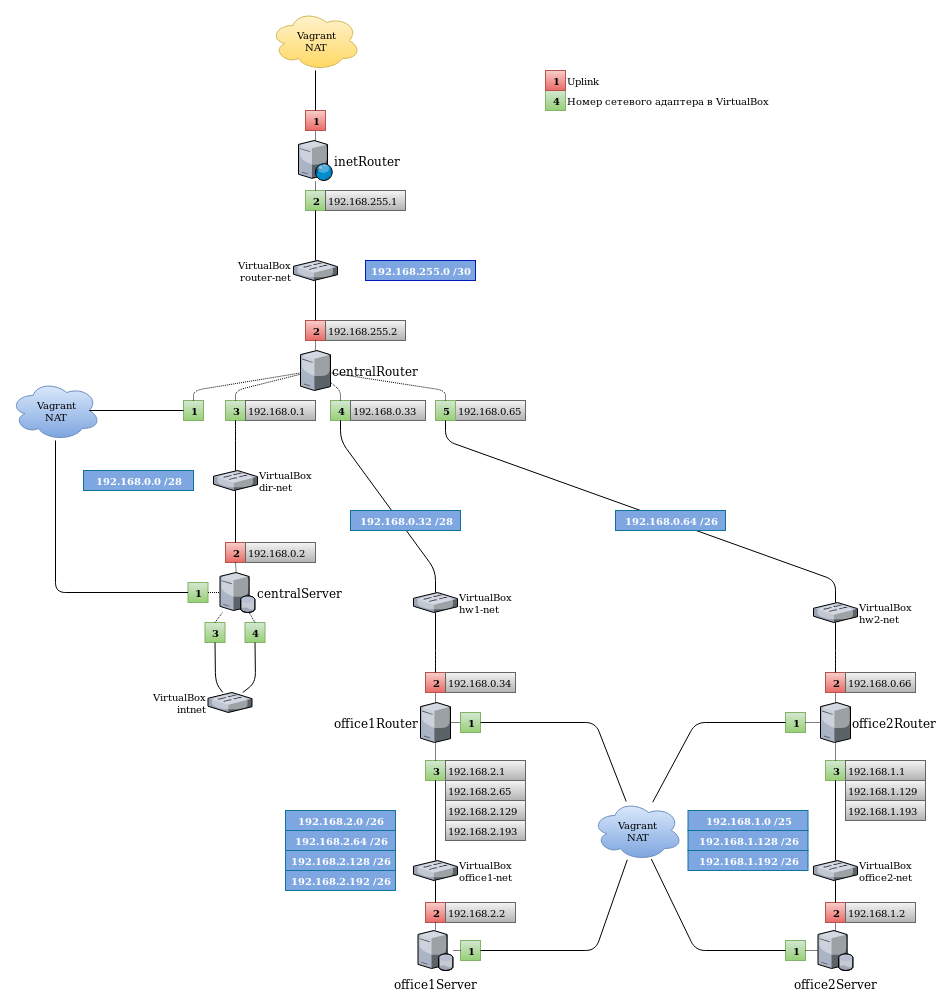 Vagrant
NAT
1 Uplink
4 Номер сетевого адаптера в VirtualBox
1
inetRouter
2 192.168.255.1
VirtualBox
router-net
192.168.255.0 /30
2 192.168.255.2
centralRouter
Vagrant
NAT
1
3 192.168.0.1
4 192.168.0.33
5 192.168.0.65
192.168.0.0 /28
VirtualBox
dir-net
192.168.0.32 /28
192.168.0.64 /26
2 192.168.0.2
1
centralServer
VirtualBox
hw1-net
VirtualBox
hw2-net
3
4
VirtualBox
intnet
2 192.168.0.34
2 192.168.0.66
office1Router
1
1
office2Router
3 192.168.2.1
192.168.2.65
192.168.2.129
192.168.2.193
3 192.168.1.1
192.168.1.129
192.168.1.193
192.168.2.0 /26
192.168.2.64 /26
192.168.2.128 /26
192.168.2.192 /26
Vagrant
NAT
192.168.1.0 /25
192.168.1.128 /26
192.168.1.192 /26
VirtualBox
office1-net
VirtualBox
office2-net
2 192.168.2.2
2 192.168.1.2
1
1
office1Server
office2Server